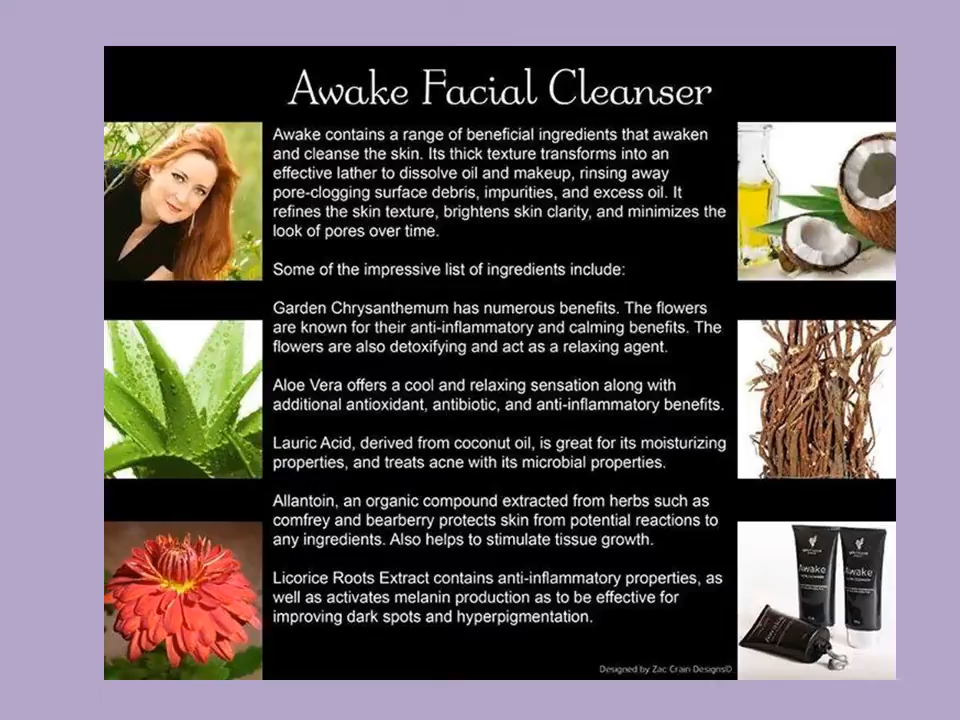 Awake Facial Cleanser
Awake contains a range of beneficial ingredients that awaken
and cleanse the skin. Its thick texture transforms into an
effective lather to dissolve oil and makeup, rinsing away
pore-clogging surface debris, impurities, and excess oil. It
refines the skin texture, brightens skin clarity, and minimizes the
look of pores over time.
Some of the impressive list of ingredients include:
Garden Chrysanthemum has numerous benefits. The flowers
are known for their anti-inflammatory and calming benefits. The
flowers are also detoxifying and act as a relaxing agent.
Aloe Vera offers a cool and relaxing sensation along with
additional antioxidant, antibiotic, and anti-inflammatory benefits.
Lauric Acid, derived from coconut oil, is great for its moisturizing
properties, and treats acne with its microbial properties.
Allantoin, an organic compound extracted from herbs such as
comfrey and bearberry protects skin from potential reactions to
any ingredients. Also helps to stimulate tissue growth.
Licorice Roots Extract contains anti-inflammatory properties, as
well as activates melanin production as to be effective for
improving dark spots and hyperpigmentation.
Awake
Awake
Awake
Designed by Zac Crain Designs©